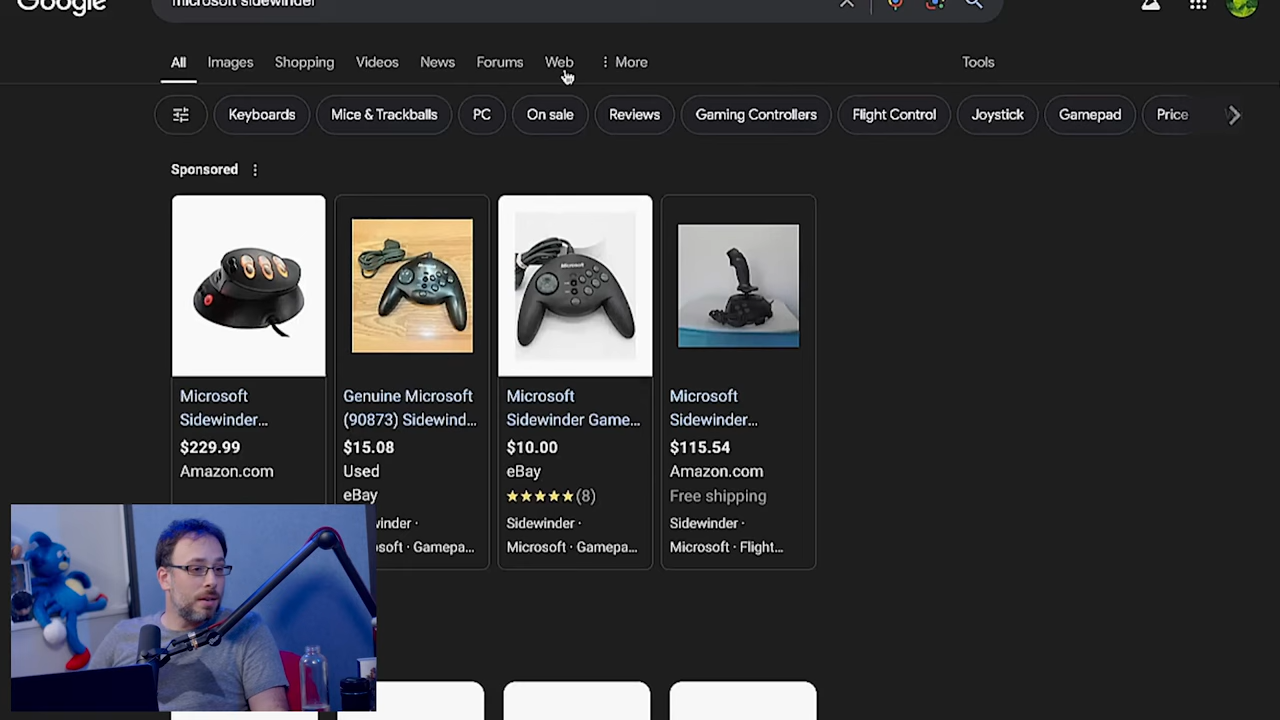 Google
microsoft sidewinder
All
Images
Shopping
Videos
News
Forums
Web
More
Tools
Keyboards
Mice & Trackballs
PC
On sale
Reviews
Gaming Controllers
Flight Control
Joystick
Gamepad
Price
Sponsored
Microsoft
Sidewinder...
$229.99
Amazon.com
Genuine Microsoft
(90873) Sidewind...
$15.08
Used
eBay
winder ·
osoft · Gamepa...
Microsoft
Microsoft
Sidewinder Game...
$10.00
eBay
(8)
Sidewinder ·
Microsoft · Gamepa...
Microsoft
Sidewinder...
$115.54
Amazon.com
Free shipping
Sidewinder ·
Microsoft · Flight...